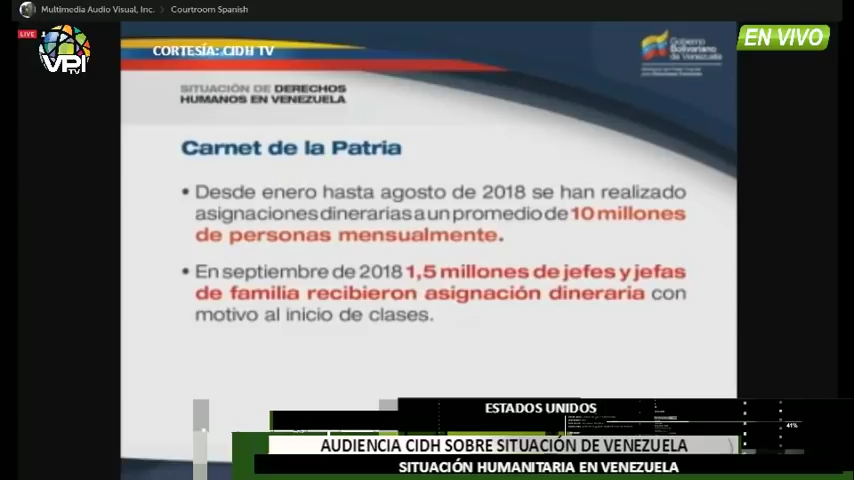 Multimedia Audio Visual, Inc. > Courtroom Spanish
LIVE
VPI
TV
CORTESÍA: CIDH TV
Gobierno
Bolivariano
de Venezuela
EN VIVO
SITUACIÓN DE DERECHOS
HUMANOS EN VENEZUELA
Carnet de la Patria
• Desde enero hasta agosto de 2018 se han realizado
asignaciones dinerarias a un promedio de 10 millones
de personas mensualmente.
• En septiembre de 2018 1,5 millones de jefes y jefas
de familia recibieron asignación dineraria con
motivo al inicio de clases.
ESTADOS UNIDOS
41%
AUDIENCIA CIDH SOBRE SITUACIÓN DE VENEZUELA
SITUACIÓN HUMANITARIA EN VENEZUELA